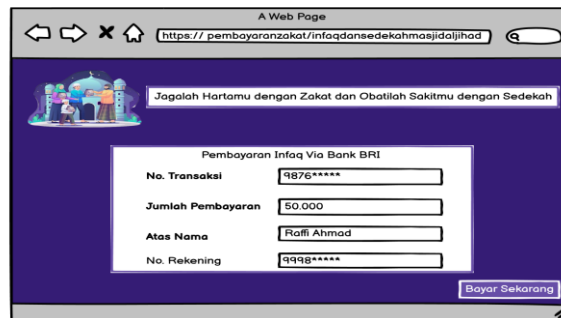 A Web Page
https:// pembayaranzakat/infaqdansedekahmasjidaljihad
Jagalah Hartamu dengan Zakat dan Obatilah Sakitmu dengan Sedekah
Pembayaran Infaq Via Bank BRI
No. Transaksi 9876*****
Jumlah Pembayaran 50.000
Atas Nama Raffi Ahmad
No. Rekening 9998*****
Bayar Sekarang